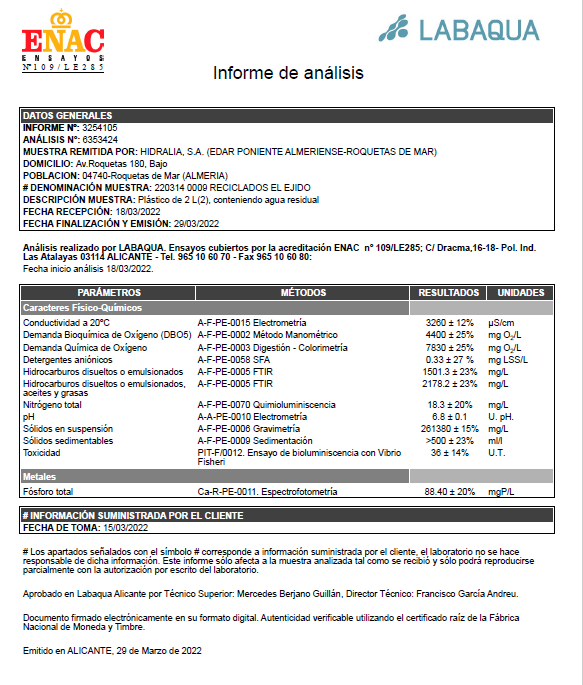 ENAC
ENSAYOS
Nº109/LE285
LABAQUA
Informe de análisis
DATOS GENERALES
INFORME Nº: 3254105
ANÁLISIS Nº: 6353424
MUESTRA REMITIDA POR: HIDRALIA, S.A. (EDAR PONIENTE ALMERIENSE-ROQUETAS DE MAR)
DOMICILIO: Av.Roquetas 180, Bajo
POBLACION: 04740-Roquetas de Mar (ALMERIA)
# DENOMINACIÓN MUESTRA: 220314 0009 RECICLADOS EL EJIDO
DESCRIPCIÓN MUESTRA: Plástico de 2 L(2), conteniendo agua residual
FECHA RECEPCIÓN: 18/03/2022
FECHA FINALIZACIÓN Y EMISIÓN: 29/03/2022
Análisis realizado por LABAQUA. Ensayos cubiertos por la acreditación ENAC nº 109/LE285; C/ Dracma,16-18- Pol. Ind.
Las Atalayas 03114 ALICANTE - Tel. 965 10 60 70 - Fax 965 10 60 80:
Fecha inicio análisis 18/03/2022.
PARÁMETROS MÉTODOS RESULTADOS UNIDADES
Caracteres Físico-Químicos
Conductividad a 20ºC A-F-PE-0015 Electrometría 3260 ± 12% µS/cm
Demanda Bioquímica de Oxígeno (DBO5) A-F-PE-0002 Método Manométrico 4400 ± 25% mg O₂/L
Demanda Química de Oxígeno A-F-PE-0003 Digestión - Colorimetría 7830 ± 25% mg O₂/L
Detergentes aniónicos A-F-PE-0058 SFA 0.33 ± 27 % mg LSS/L
Hidrocarburos disueltos o emulsionados A-F-PE-0005 FTIR 1501.3 ± 23% mg/L
Hidrocarburos disueltos o emulsionados, A-F-PE-0005 FTIR 2178.2 ± 23% mg/L
aceites y grasas
Nitrógeno total A-F-PE-0070 Quimioluminiscencia 18.3 ± 20% mg/L
pH A-A-PE-0010 Electrometría 6.8 ± 0.1 U. pH.
Sólidos en suspensión A-F-PE-0006 Gravimetría 261380 ± 15% mg/L
Sólidos sedimentables A-F-PE-0009 Sedimentación >500 ± 23% ml/l
Toxicidad PIT-F/0012. Ensayo de bioluminiscencia con Vibrio 36 ± 14% U.T.
Fisheri
Metales
Fósforo total Ca-R-PE-0011. Espectrofotometría 88.40 ± 20% mgP/L
# INFORMACIÓN SUMINISTRADA POR EL CLIENTE
FECHA DE TOMA: 15/03/2022
# Los apartados señalados con el símbolo # corresponde a información suministrada por el cliente, el laboratorio no se hace
responsable de dicha información. Este informe sólo afecta a la muestra analizada tal como se recibió y sólo podrá reproducirse
parcialmente con la autorización por escrito del laboratorio.
Aprobado en Labaqua Alicante por Técnico Superior: Mercedes Berjano Guillán, Director Técnico: Francisco García Andreu.
Documento firmado electrónicamente en su formato digital. Autenticidad verificable utilizando el certificado raíz de la Fábrica
Nacional de Moneda y Timbre.
Emitido en ALICANTE, 29 de Marzo de 2022